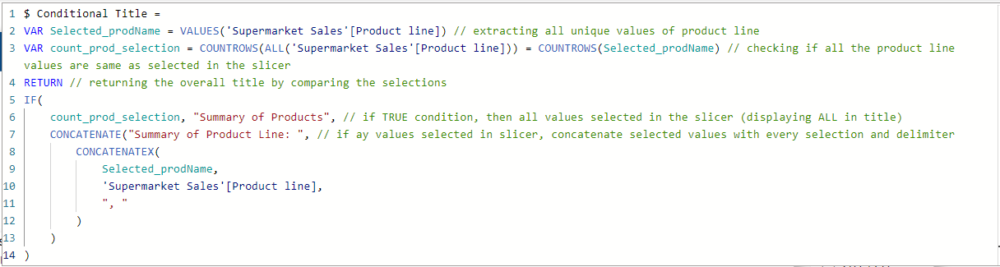 1 $ Conditional Title =
2 VAR Selected_prodName = VALUES('Supermarket Sales'[Product line]) // extracting all unique values of product line
3 VAR count_prod_selection = COUNTROWS(ALL('Supermarket Sales'[Product line])) = COUNTROWS(Selected_prodName) // checking if all the product line
values are same as selected in the slicer
4 RETURN // returning the overall title by comparing the selections
5 IF(
6 count_prod_selection, "Summary of Products", // if TRUE condition, then all values selected in the slicer (displaying ALL in title)
7 CONCATENATE("Summary of Product Line: ", // if ay values selected in slicer, concatenate selected values with every selection and delimiter
8 CONCATENATEX(
9 Selected_prodName,
10 'Supermarket Sales'[Product line],
11 ", "
12 )
13 )
14 )